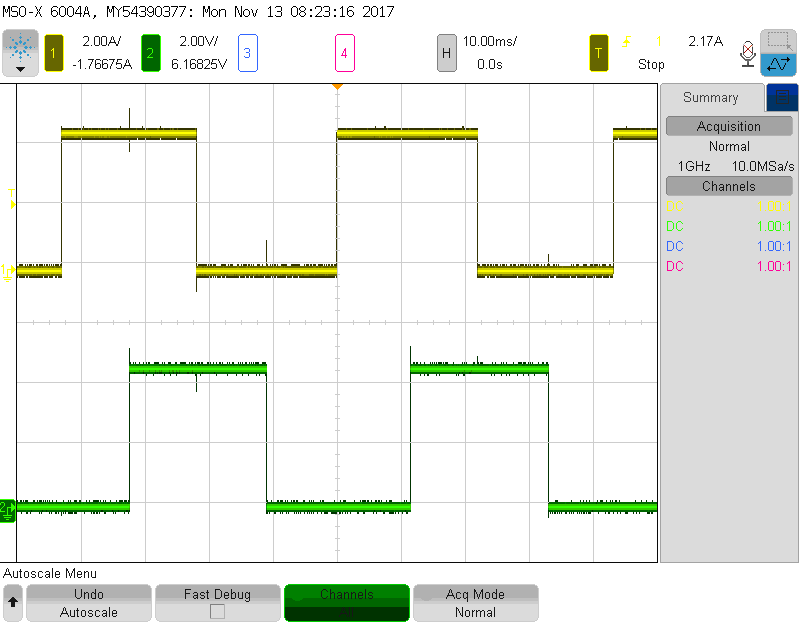 MSO-X 6004A, MY54390377: Mon Nov 13 08:23:16 2017
1 2.00A/ 2 2.00V/ 3 4 H 10.00ms/ T 1 2.17A
-1.76675A 6.16825V 0.0s Stop
Summary
Acquisition
Normal
1GHz 10.0MSa/s
Channels
DC 1.00:1
DC 1.00:1
DC 1.00:1
DC 1.00:1
T
1
2
Autoscale Menu
Undo Fast Debug Channels Acq Mode
Autoscale All Normal